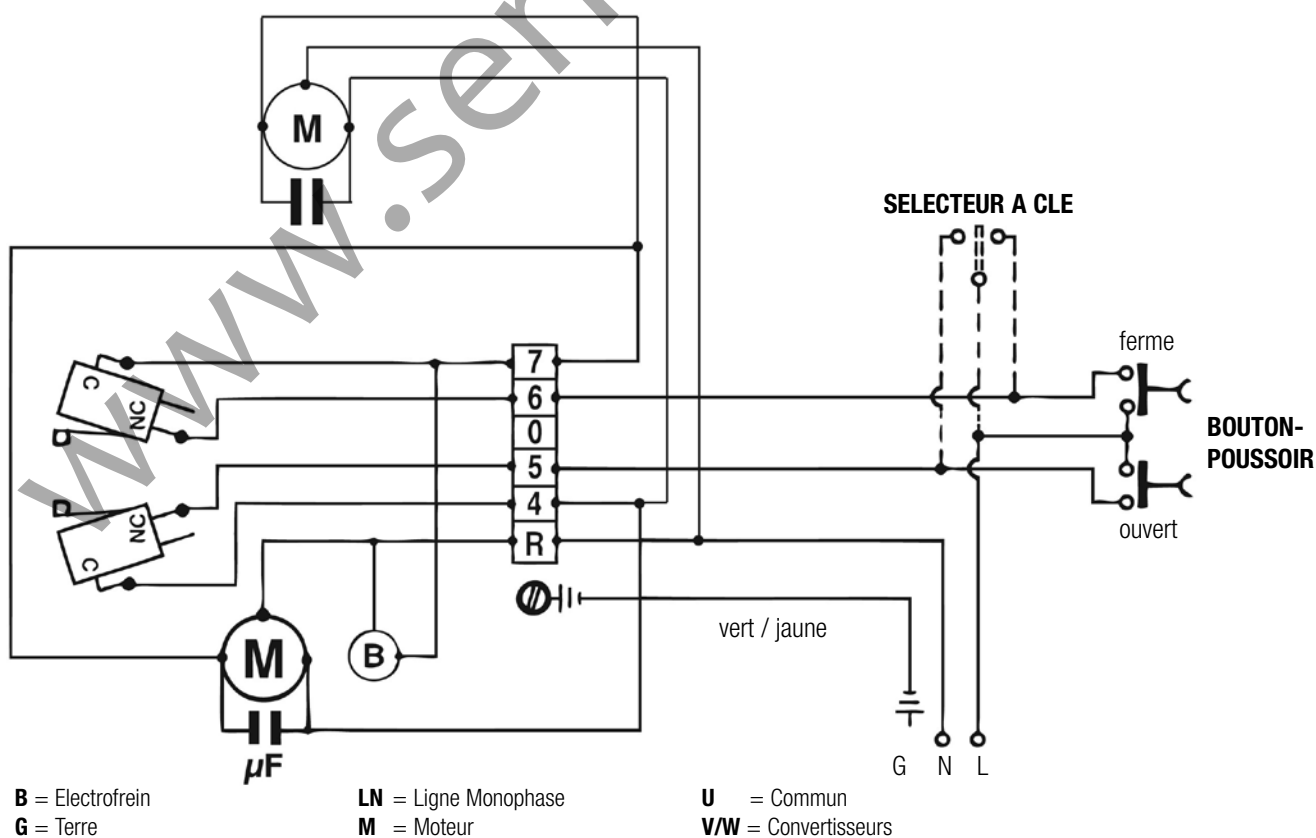 www.ser
M
SELECTEUR A CLE
ferme
C
NC
7
6
0
5
4
R
BOUTON-
POUSSOIR
NC
C
ouvert
vert / jaune
M
B
µF
G N L
B = Electrofrein
LN = Ligne Monophase
U = Commun
G = Terre
M = Moteur
V/W = Convertisseurs